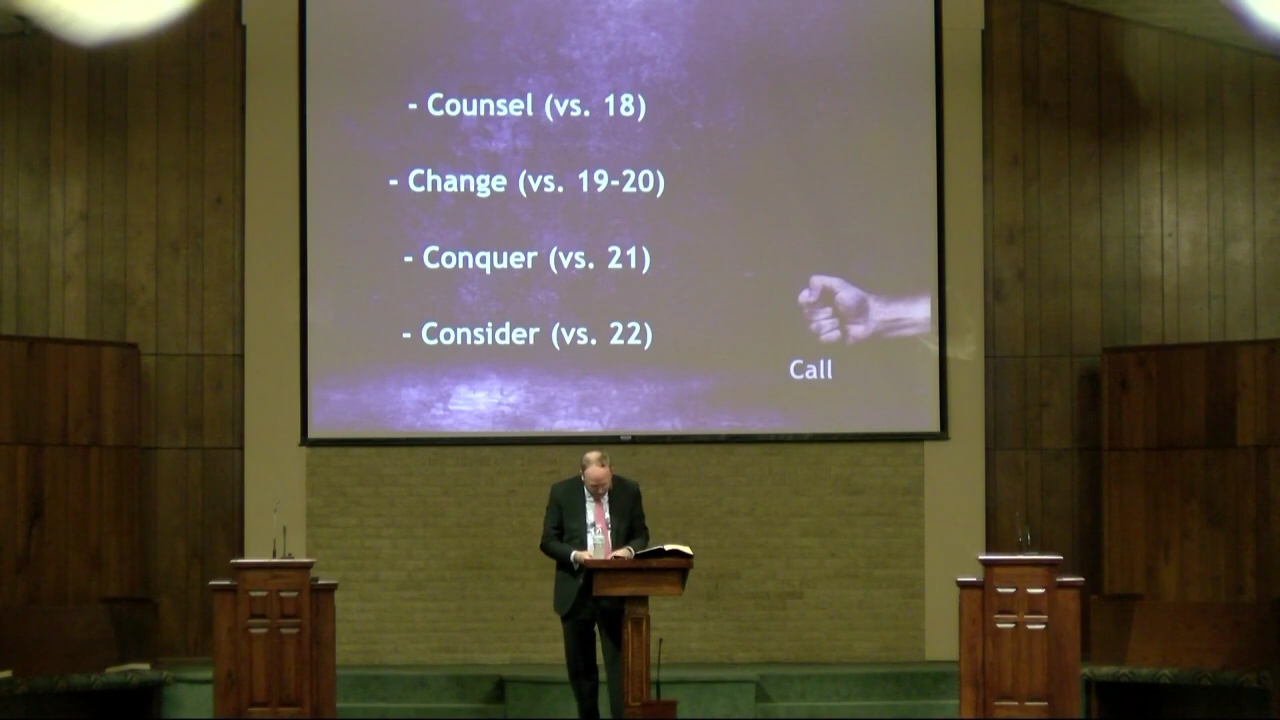 - Counsel (vs. 18)
- Change (vs. 19-20)
- Conquer (vs. 21)
- Consider (vs. 22)
Call